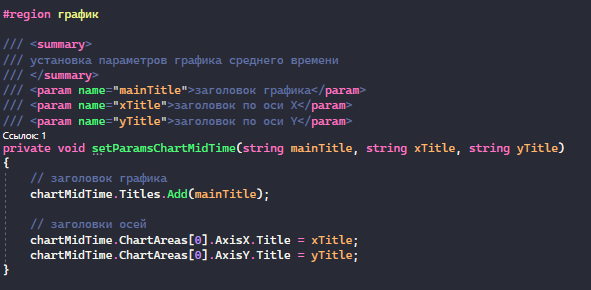 #region график
/// <summary>
/// установка параметров графика среднего времени
/// </summary>
/// <param name="mainTitle">заголовок графика</param>
/// <param name="xTitle">заголовок по оси X</param>
/// <param name="yTitle">заголовок по оси Y</param>
Ссылок: 1
private void setParamsChartMidTime(string mainTitle, string xTitle, string yTitle)
{
// заголовок графика
chartMidTime.Titles.Add(mainTitle);
// заголовки осей
chartMidTime.ChartAreas[0].AxisX.Title = xTitle;
chartMidTime.ChartAreas[0].AxisY.Title = yTitle;
}